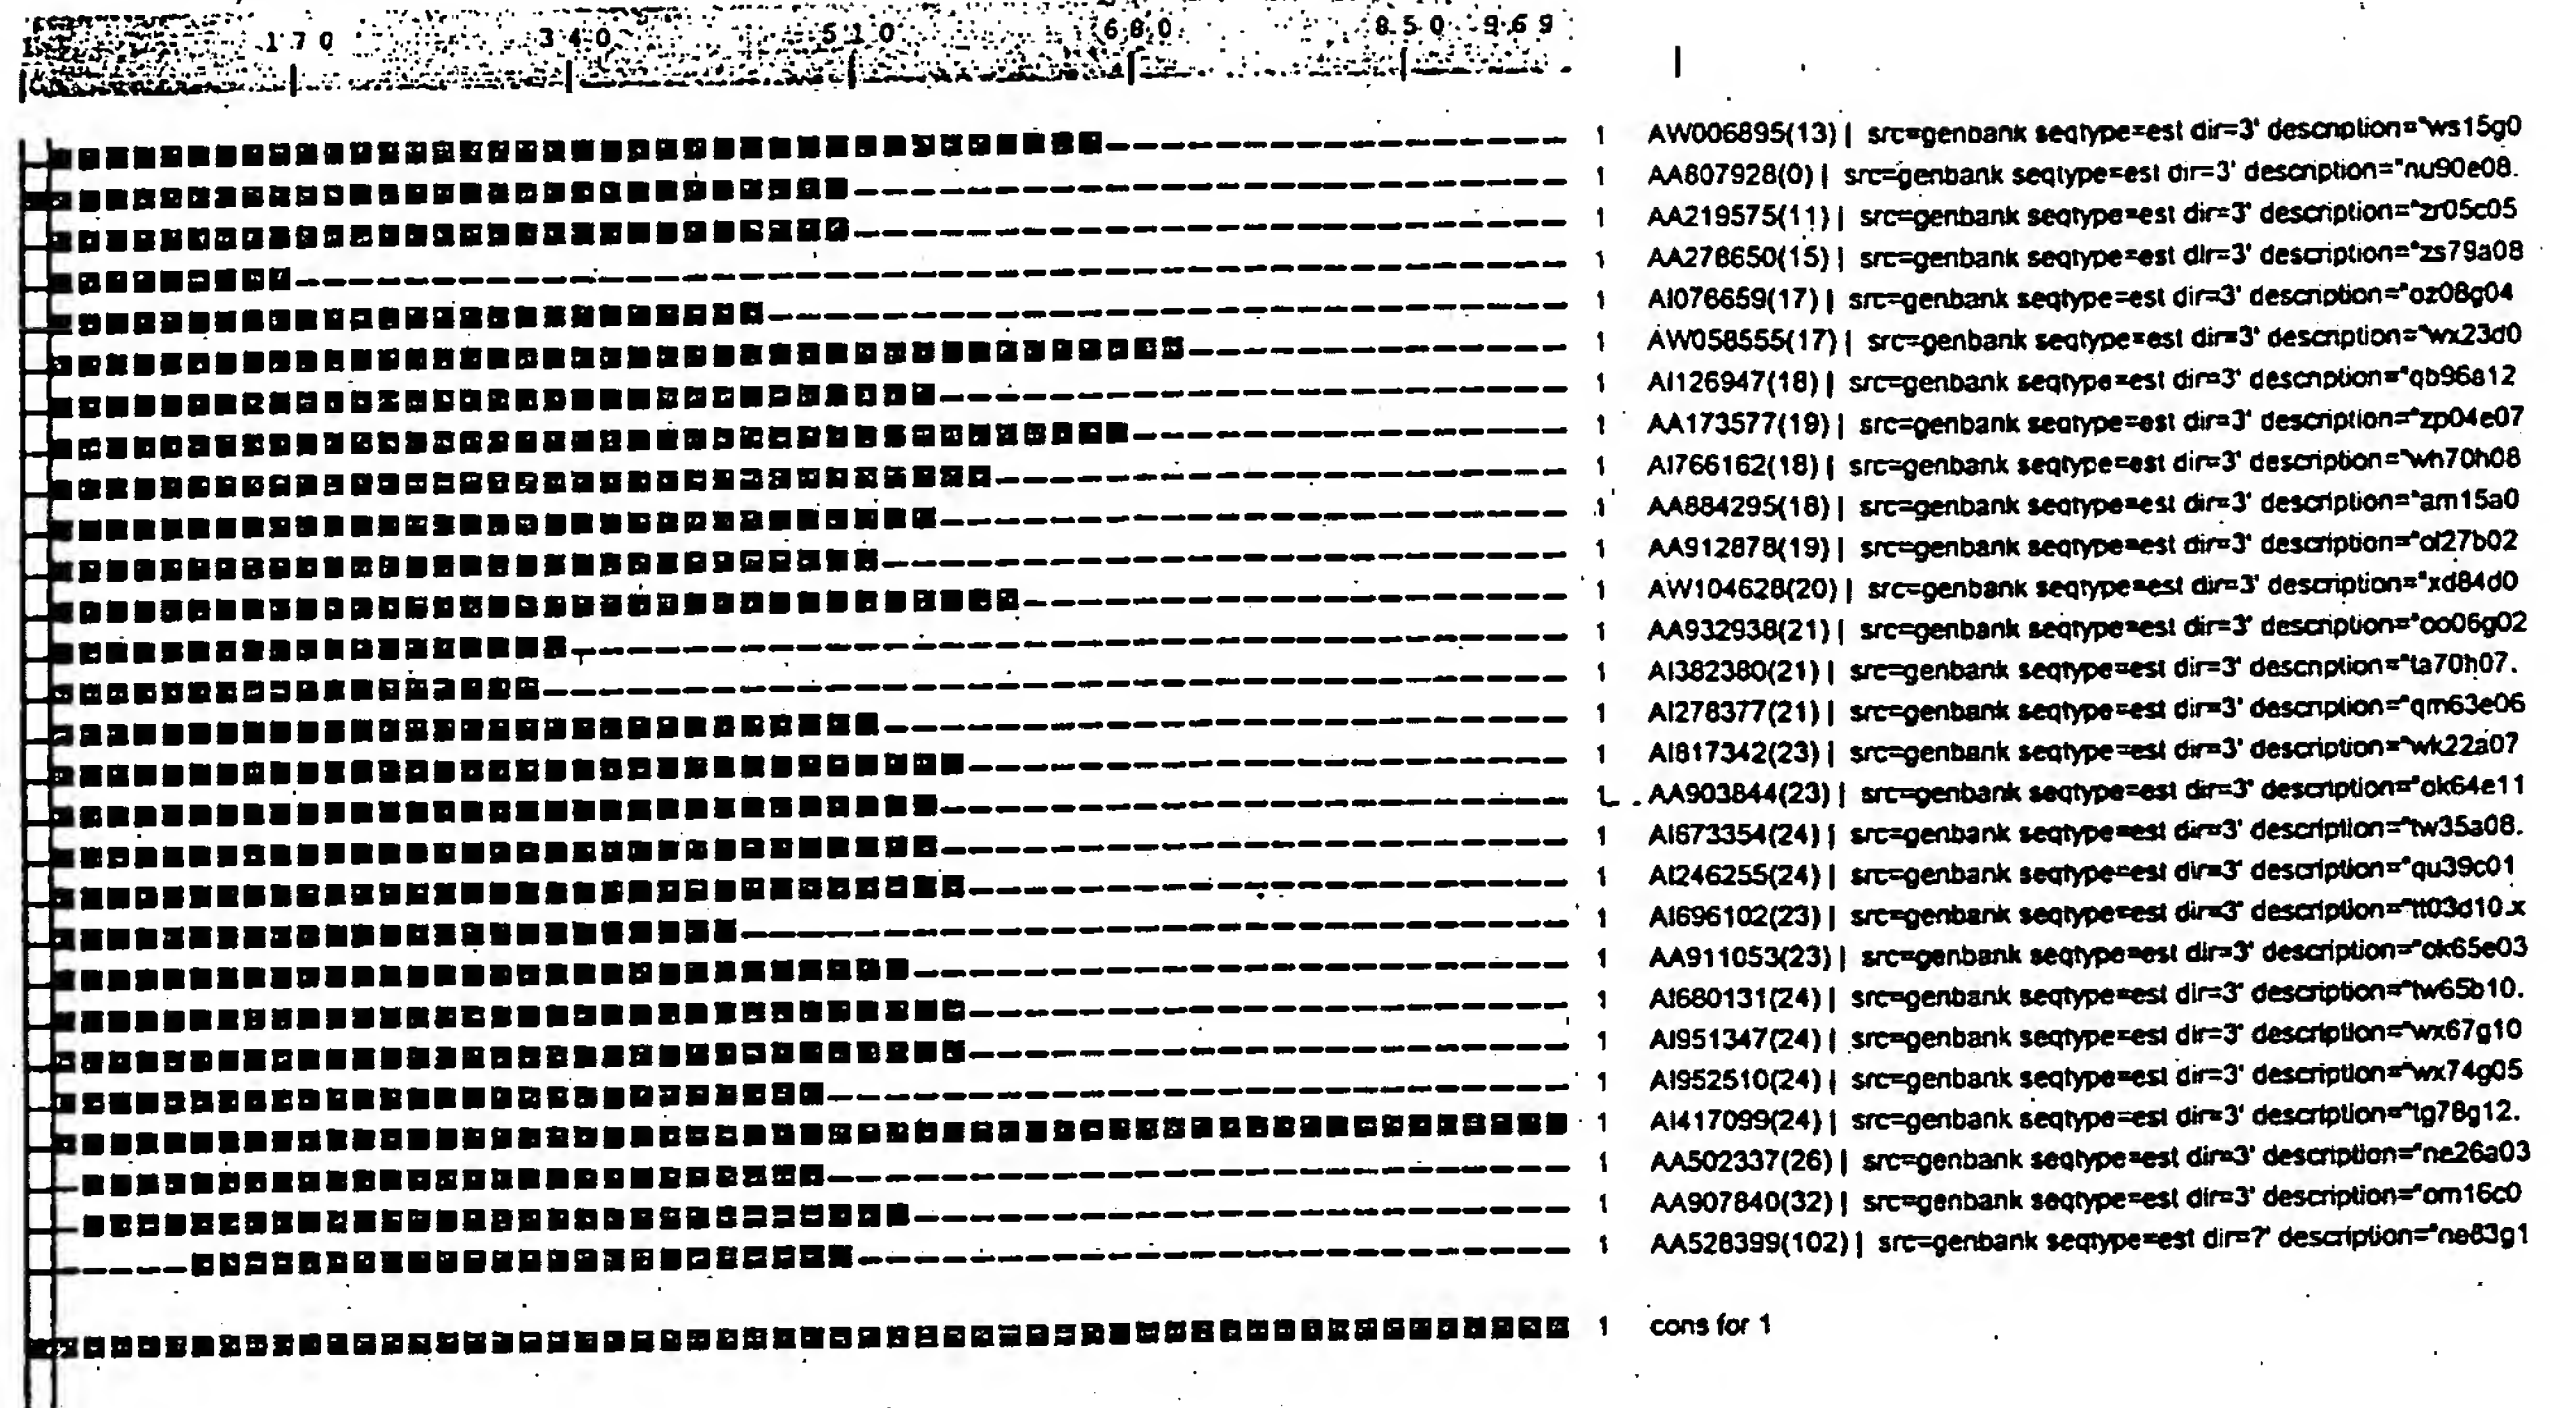 1 170 340 510 680 850 969
1 AW006895(13) | src=genbank seqtype=est dir=3' description="ws15g0
1 AA807928(0) | src=genbank seqtype=est dir=3' description="nu90e08.
1 AA219575(11) | src=genbank seqtype=est dir=3' description="zr05c05
1 AA278650(15) | src=genbank seqtype=est dir=3' description="zs79a08
1 AI076659(17) | src=genbank seqtype=est dir=3' description="oz08g04
1 AW058555(17) | src=genbank seqtype=est dir=3' description="wx23d0
1 AI126947(18) | src=genbank seqtype=est dir=3' description="qb96a12
1 AA173577(19) | src=genbank seqtype=est dir=3' description="zp04e07
1 AI766162(18) | src=genbank seqtype=est dir=3' description="wh70h08
1 AA884295(18) | src=genbank seqtype=est dir=3' description="am15a0
1 AA912878(19) | src=genbank seqtype=est dir=3' description="ol27b02
1 AW104628(20) | src=genbank seqtype=est dir=3' description="xd84d0
1 AA932938(21) | src=genbank seqtype=est dir=3' description="oo06g02
1 AI382380(21) | src=genbank seqtype=est dir=3' description="ta70h07.
1 AI278377(21) | src=genbank seqtype=est dir=3' description="qm63e06
1 AI817342(23) | src=genbank seqtype=est dir=3' description="wk22a07
1 AA903844(23) | src=genbank seqtype=est dir=3' description="ok64e11
1 AI673354(24) | src=genbank seqtype=est dir=3' description="tw35a08.
1 AI246255(24) | src=genbank seqtype=est dir=3' description="qu39c01
1 AI696102(23) | src=genbank seqtype=est dir=3' description="tt03d10.x
1 AA911053(23) | src=genbank seqtype=est dir=3' description="ok65e03
1 AI680131(24) | src=genbank seqtype=est dir=3' description="tw65b10.
1 AI951347(24) | src=genbank seqtype=est dir=3' description="wx67g10
1 AI952510(24) | src=genbank seqtype=est dir=3' description="wx74g05
1 AI417099(24) | src=genbank seqtype=est dir=3' description="tg78g12.
1 AA502337(26) | src=genbank seqtype=est dir=3' description="ne26a03
1 AA907840(32) | src=genbank seqtype=est dir=3' description="om16c0
1 AA528399(102) | src=genbank seqtype=est dir=?' description="ne83g1
1 cons for 1